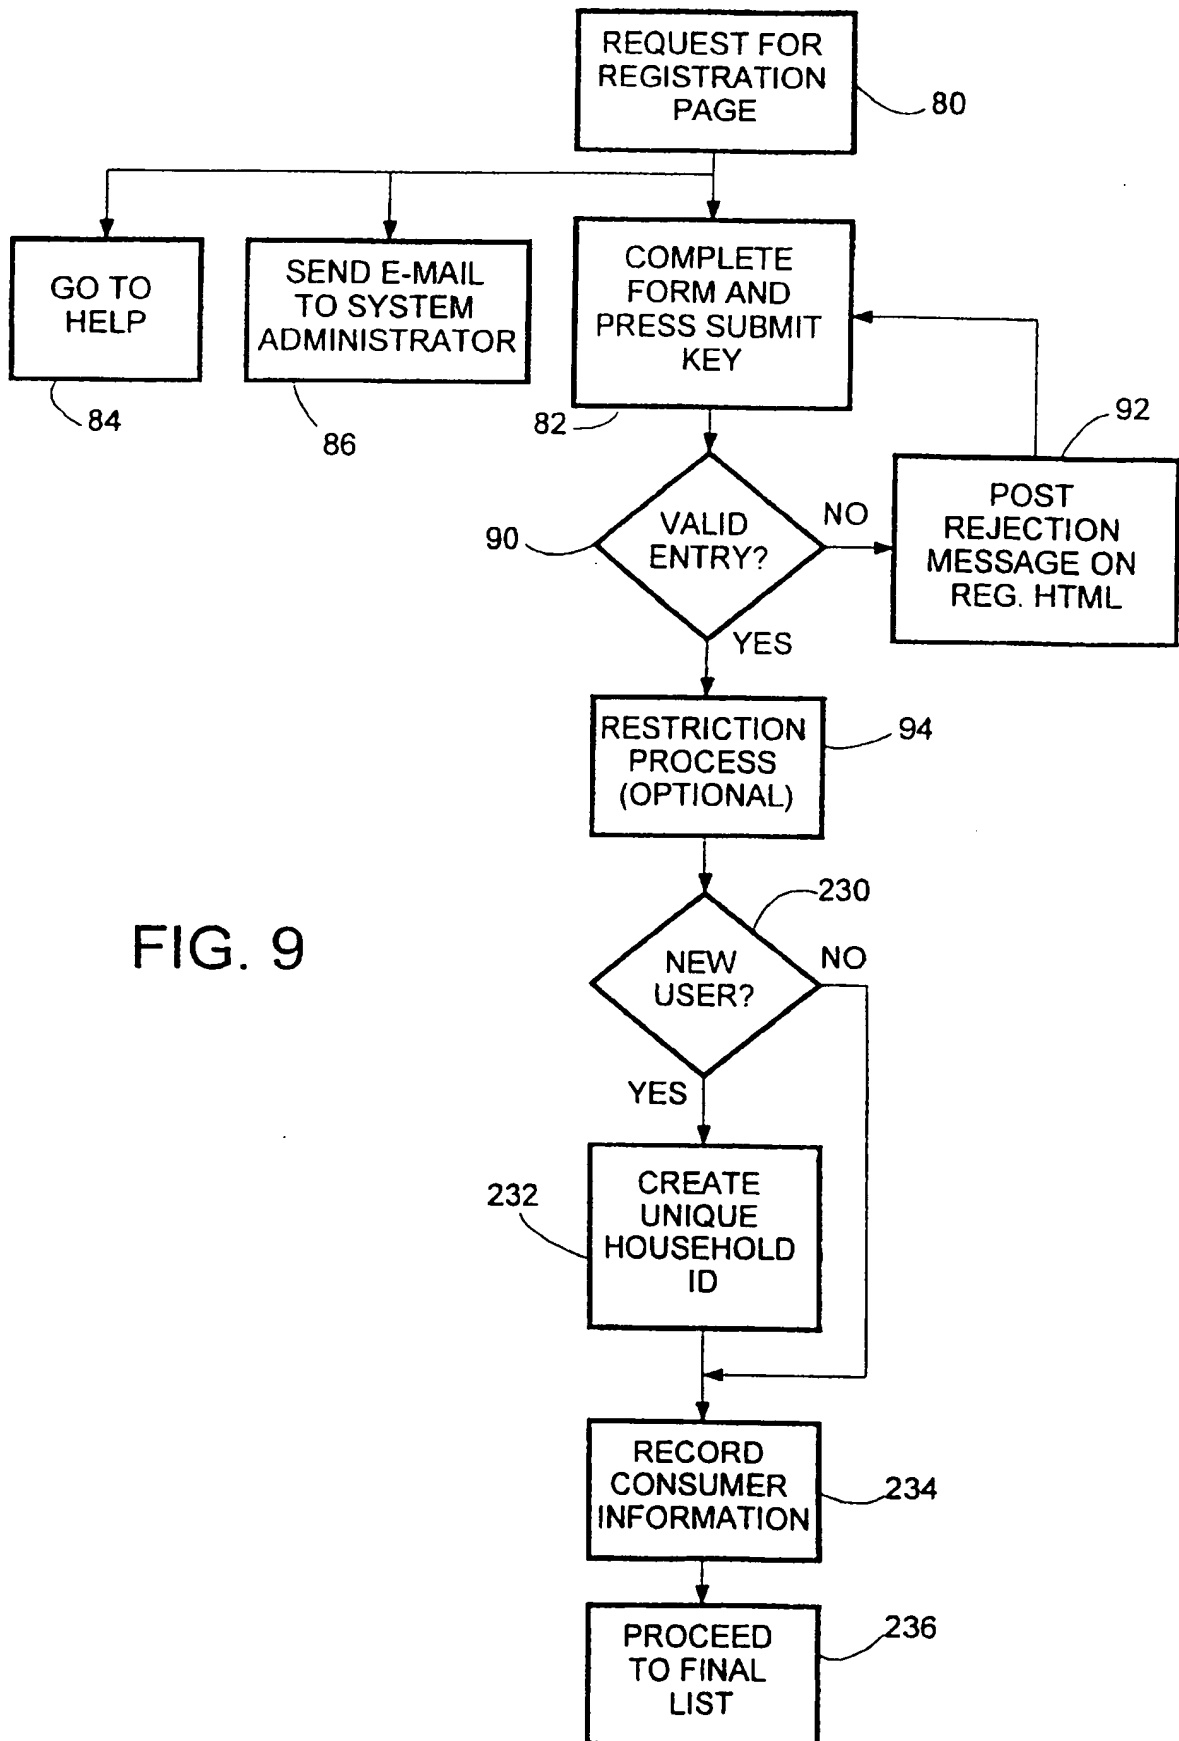 REQUEST FOR
REGISTRATION
PAGE
80
GO TO
HELP
84
SEND E-MAIL
TO SYSTEM
ADMINISTRATOR
86
COMPLETE
FORM AND
PRESS SUBMIT
KEY
82
92
POST
REJECTION
MESSAGE ON
REG. HTML
90
VALID
ENTRY?
NO
YES
RESTRICTION
PROCESS
(OPTIONAL)
94
FIG. 9
230
NEW
USER?
NO
YES
232
CREATE
UNIQUE
HOUSEHOLD
ID
RECORD
CONSUMER
INFORMATION
234
PROCEED
TO FINAL
LIST
236